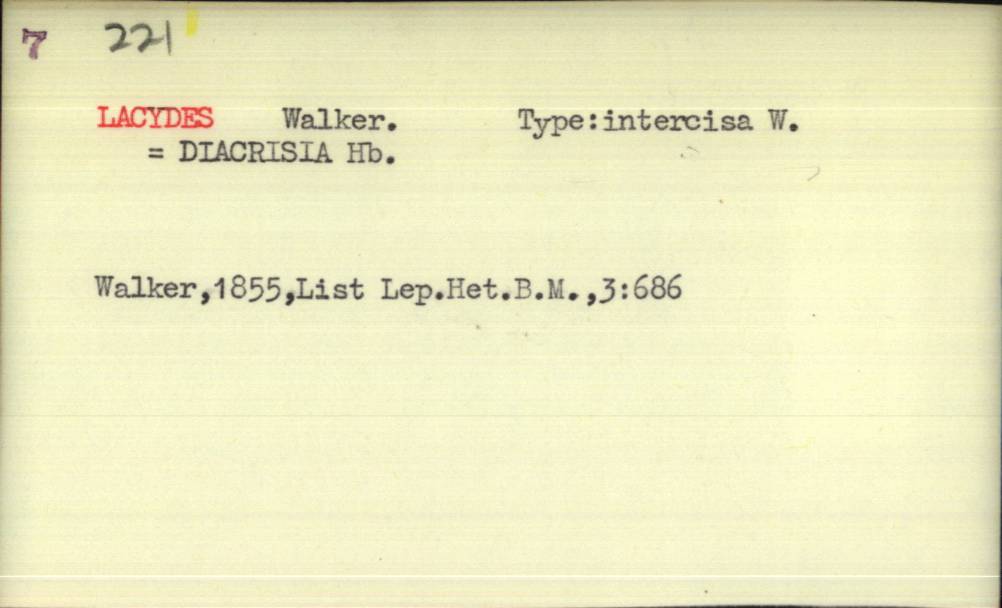 7 221
LACYDES Walker. Type:intercisa W.
= DIACRISIA Hb.
Walker,1855,List Lep.Het.B.M.,3:686